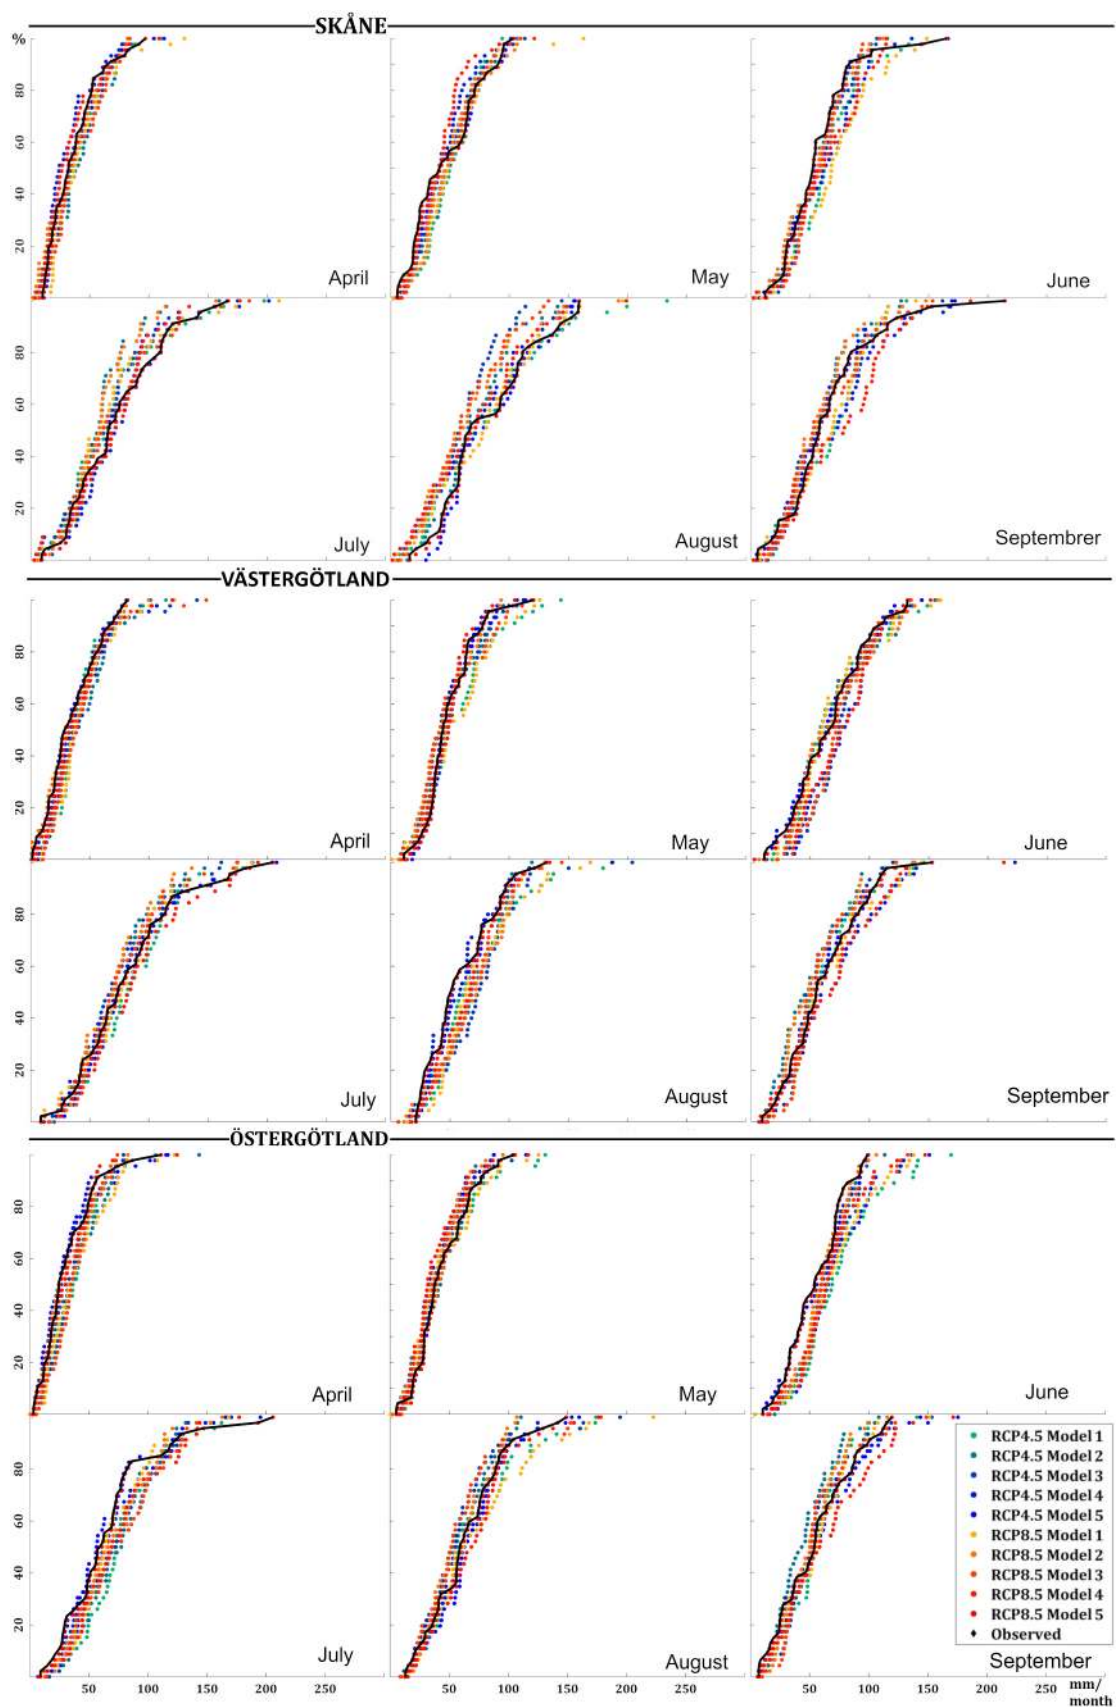 SKÅNE
%
80
60
40
20
April
May
June
80
60
40
20
July
August
Septembrer
VÄSTERGÖTLAND
80
60
40
20
April
May
June
80
60
40
20
July
August
September
ÖSTERGÖTLAND
80
60
40
20
April
May
June
80
60
40
20
July
August
RCP4.5 Model 1
RCP4.5 Model 2
RCP4.5 Model 3
RCP4.5 Model 4
RCP4.5 Model 5
RCP8.5 Model 1
RCP8.5 Model 2
RCP8.5 Model 3
RCP8.5 Model 4
RCP8.5 Model 5
Observed
September
50 100 150 200 250 50 100 150 200 250 50 100 150 200 250 mm/
month